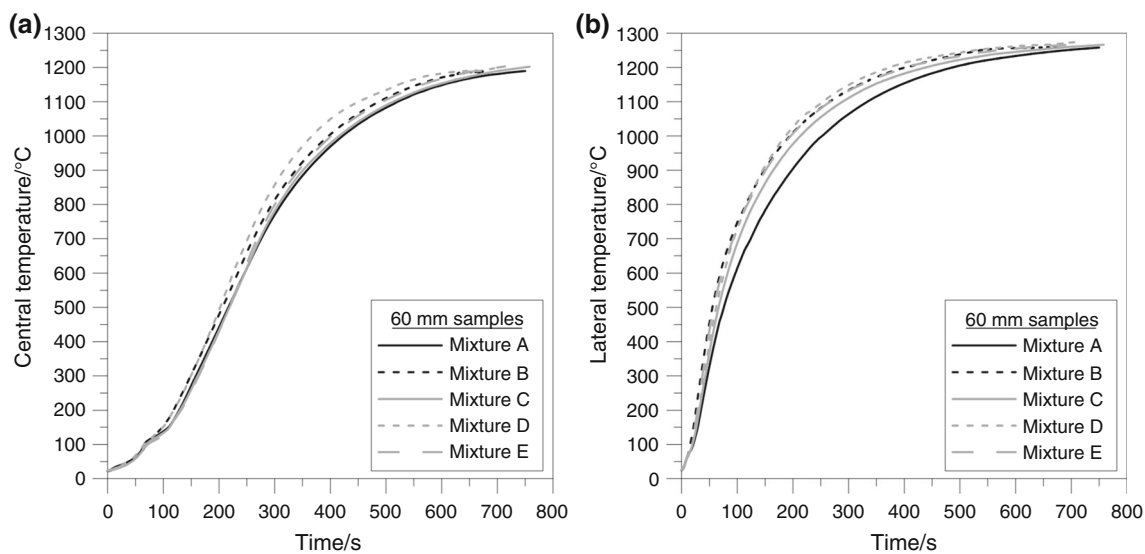 (a)
1300
1200
1100
1000
900
800
700
600
500
400
300
200
100
0
Central temperature/°C
60 mm samples
Mixture A
Mixture B
Mixture C
Mixture D
Mixture E
0 100 200 300 400 500 600 700 800
Time/s
(b)
1300
1200
1100
1000
900
800
700
600
500
400
300
200
100
0
Lateral temperature/°C
60 mm samples
Mixture A
Mixture B
Mixture C
Mixture D
Mixture E
0 100 200 300 400 500 600 700 800
Time/s